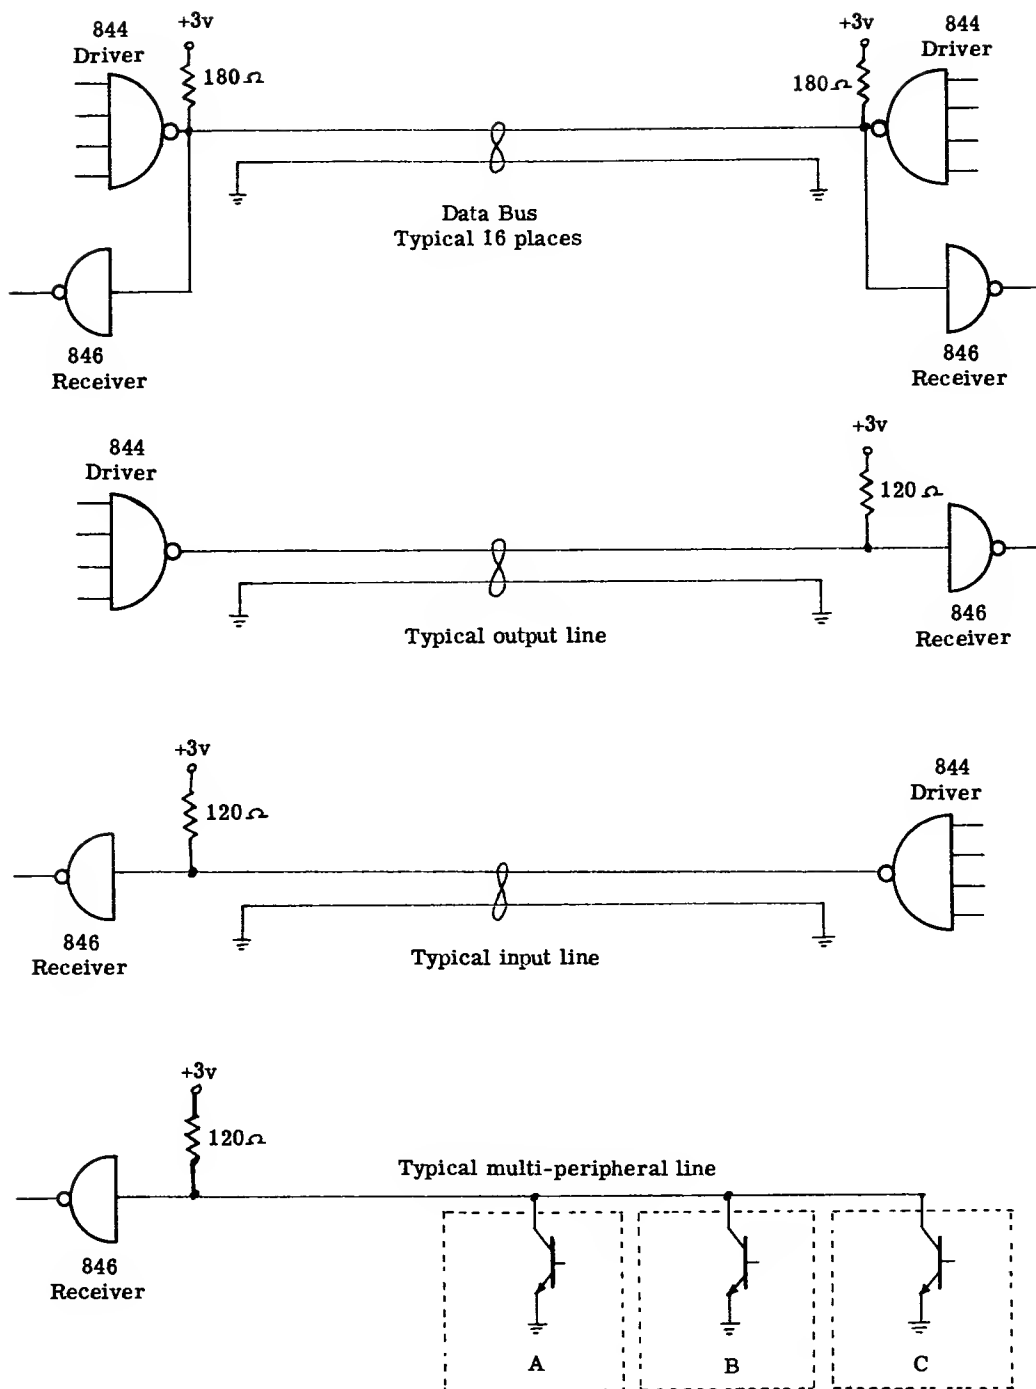 +3v
844
Driver
180Ω
+3v
844
Driver
180Ω
Data Bus
Typical 16 places
846
Receiver
846
Receiver
844
Driver
+3v
120Ω
846
Receiver
Typical output line
+3v
120Ω
844
Driver
846
Receiver
Typical input line
+3v
120Ω
Typical multi-peripheral line
846
Receiver
A
B
C